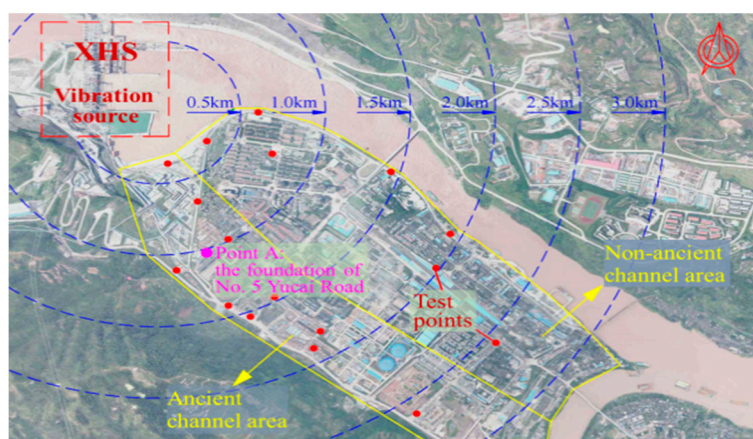 XHS
Vibration
source
0.5km
1.0km
1.5km
2.0km
2.5km
3.0km
Point A:
the foundation of
No. 5 Yucai Road
Non-ancient
channel area
Test
points
Ancient
channel area